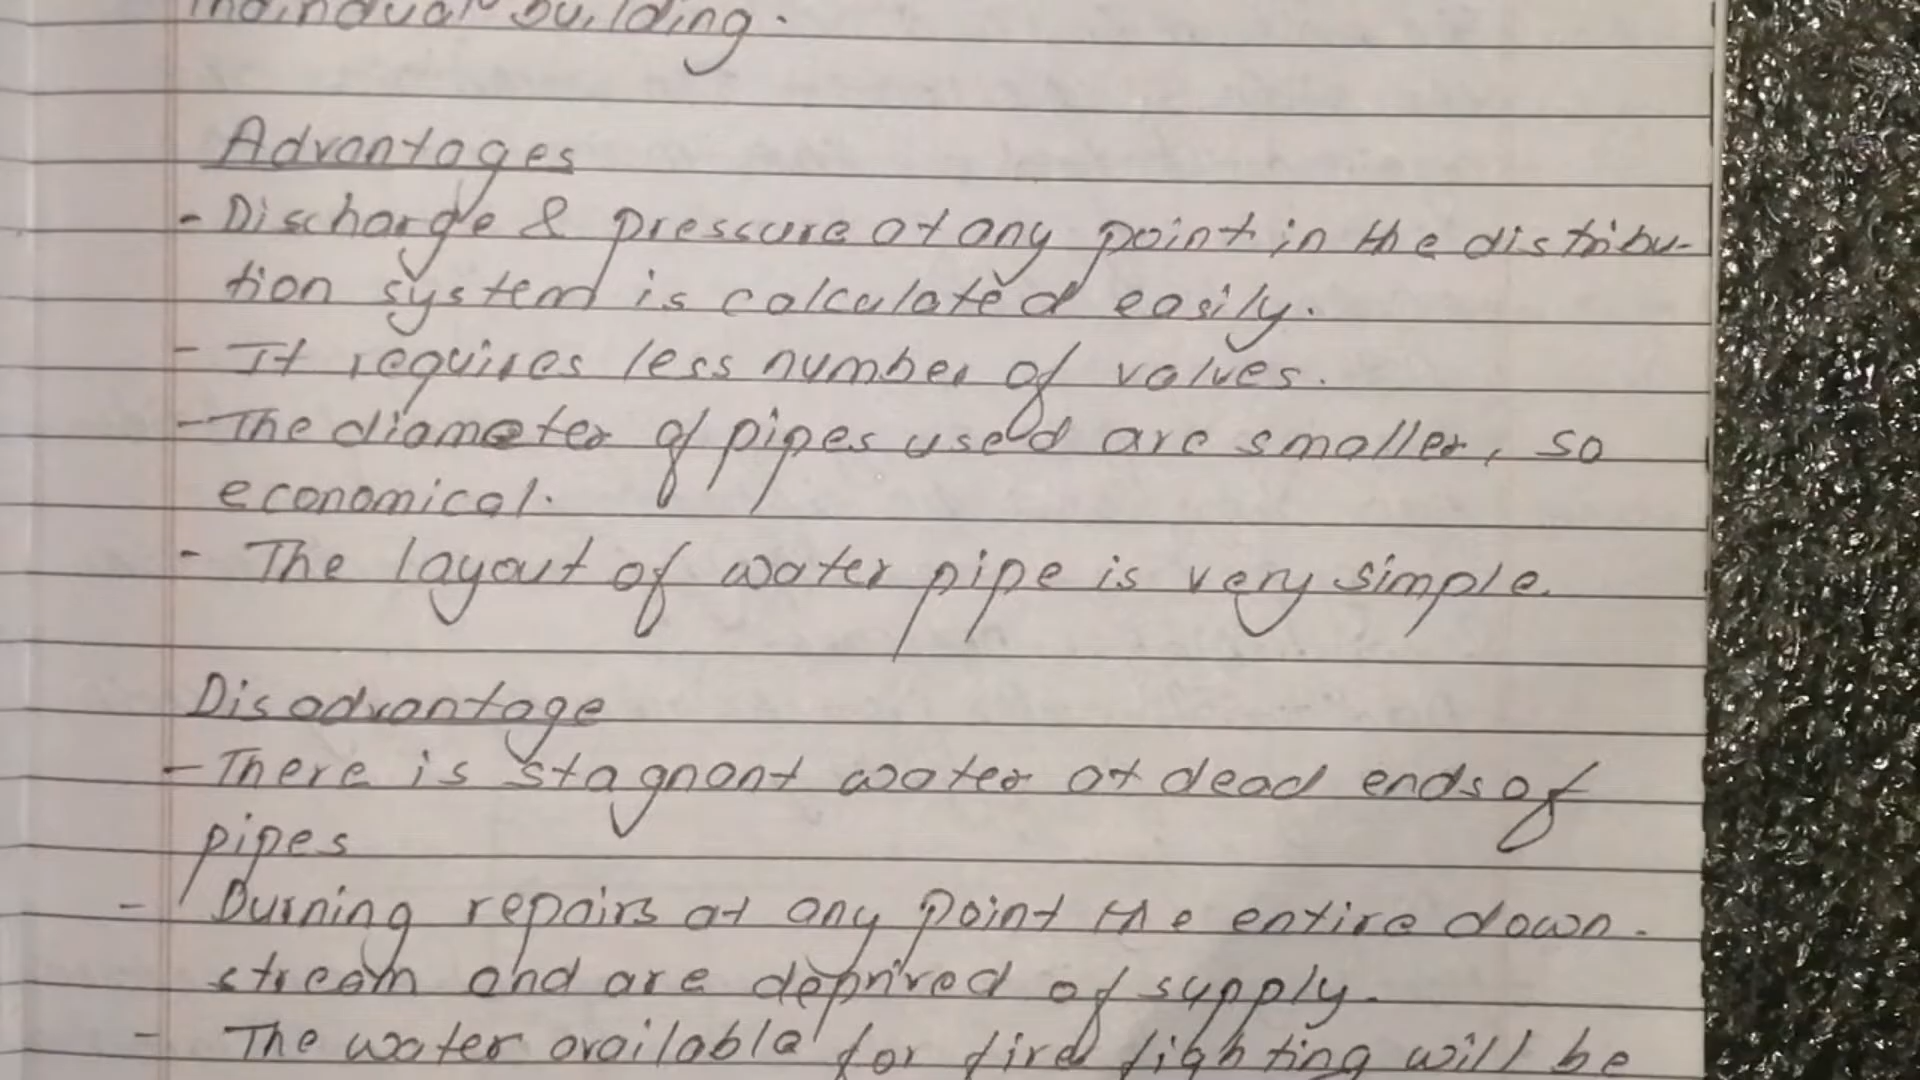 individual building.
Advantages
- Discharge & pressure at any point in the distribu-
tion system is calculated easily.
- It requires less number of valves.
- The diameter of pipes used are smaller, so
economical.
- The layout of water pipe is very simple.
Disadvantage
- There is stagnant water at dead ends of
pipes
- Durning repairs at any point the entire down-
stream and are deprived of supply.
- The water available for fire fighting will be